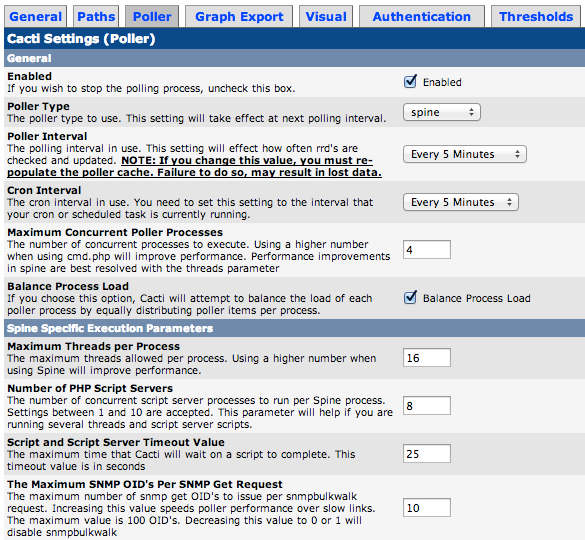 General Paths Poller Graph Export Visual Authentication Thresholds
Cacti Settings (Poller)
General
Enabled
If you wish to stop the polling process, uncheck this box.
Enabled
Poller Type
The poller type to use. This setting will take effect at next polling interval.
spine
Poller Interval
The polling interval in use. This setting will effect how often rrd's are
checked and updated. NOTE: If you change this value, you must re-
populate the poller cache. Failure to do so, may result in lost data.
Every 5 Minutes
Cron Interval
The cron interval in use. You need to set this setting to the interval that
your cron or scheduled task is currently running.
Every 5 Minutes
Maximum Concurrent Poller Processes
The number of concurrent processes to execute. Using a higher number
when using cmd.php will improve performance. Performance improvements
in spine are best resolved with the threads parameter
4
Balance Process Load
If you choose this option, Cacti will attempt to balance the load of each
poller process by equally distributing poller items per process.
Balance Process Load
Spine Specific Execution Parameters
Maximum Threads per Process
The maximum threads allowed per process. Using a higher number when
using Spine will improve performance.
16
Number of PHP Script Servers
The number of concurrent script server processes to run per Spine process.
Settings between 1 and 10 are accepted. This parameter will help if you are
running several threads and script server scripts.
8
Script and Script Server Timeout Value
The maximum time that Cacti will wait on a script to complete. This
timeout value is in seconds
25
The Maximum SNMP OID's Per SNMP Get Request
The maximum number of snmp get OID's to issue per snmpbulkwalk
request. Increasing this value speeds poller performance over slow links.
The maximum value is 100 OID's. Decreasing this value to 0 or 1 will
disable snmpbulkwalk
10